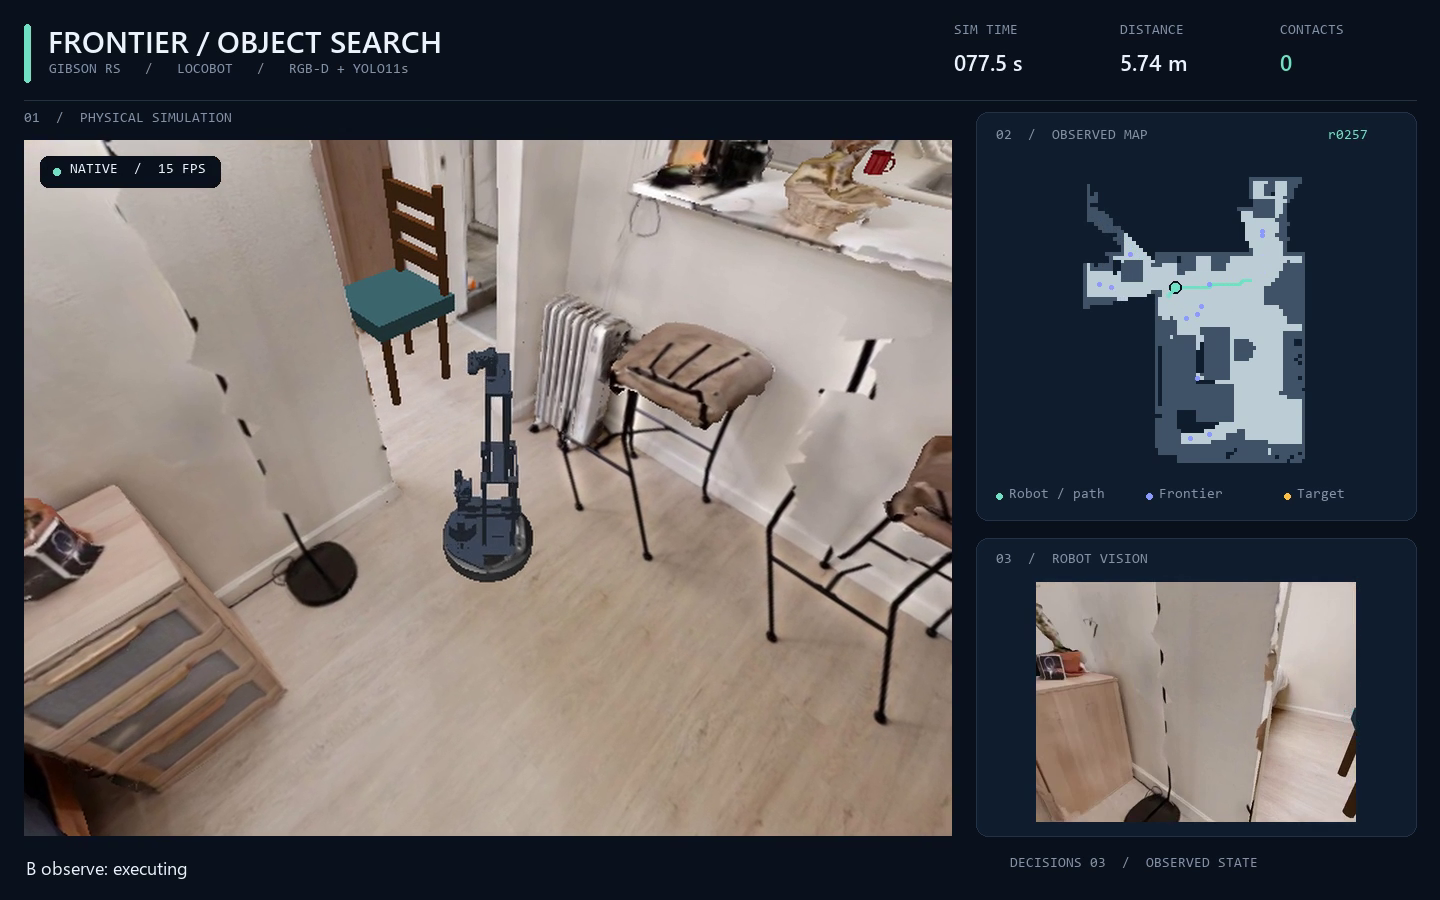 FRONTIER / OBJECT SEARCH
GIBSON RS / LOCOBOT / RGB-D + YOLO11s
SIM TIME
077.5 s
DISTANCE
5.74 m
CONTACTS
0
01 / PHYSICAL SIMULATION
NATIVE / 15 FPS
02 / OBSERVED MAP
r0257
Robot / path
Frontier
Target
03 / ROBOT VISION
B observe: executing
DECISIONS 03 / OBSERVED STATE